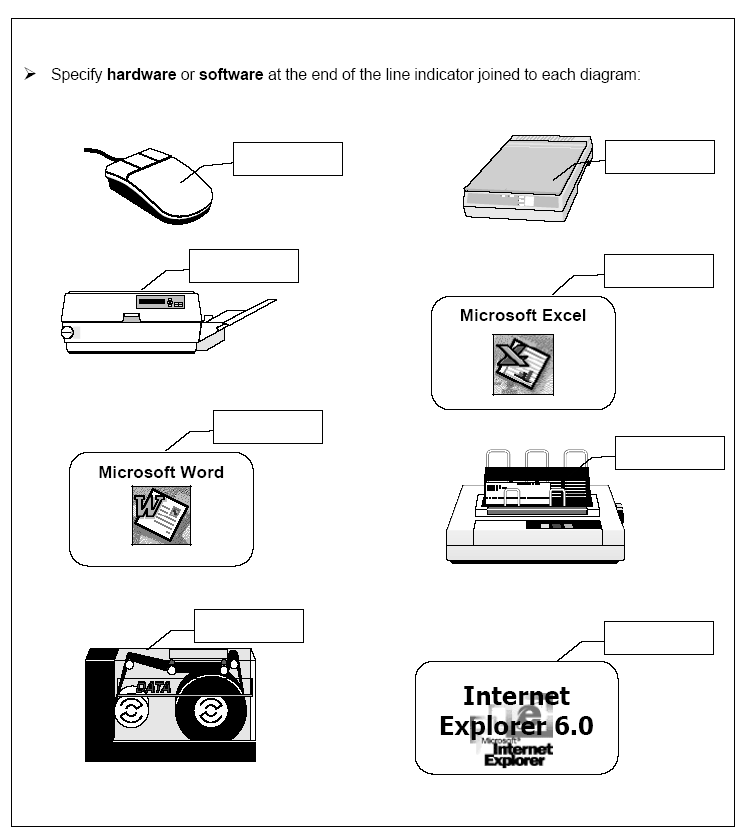 ➢ Specify hardware or software at the end of the line indicator joined to each diagram:
Microsoft Excel
Microsoft Word
DATA
Internet
Explorer 6.0
Microsoft®
Internet
Explorer